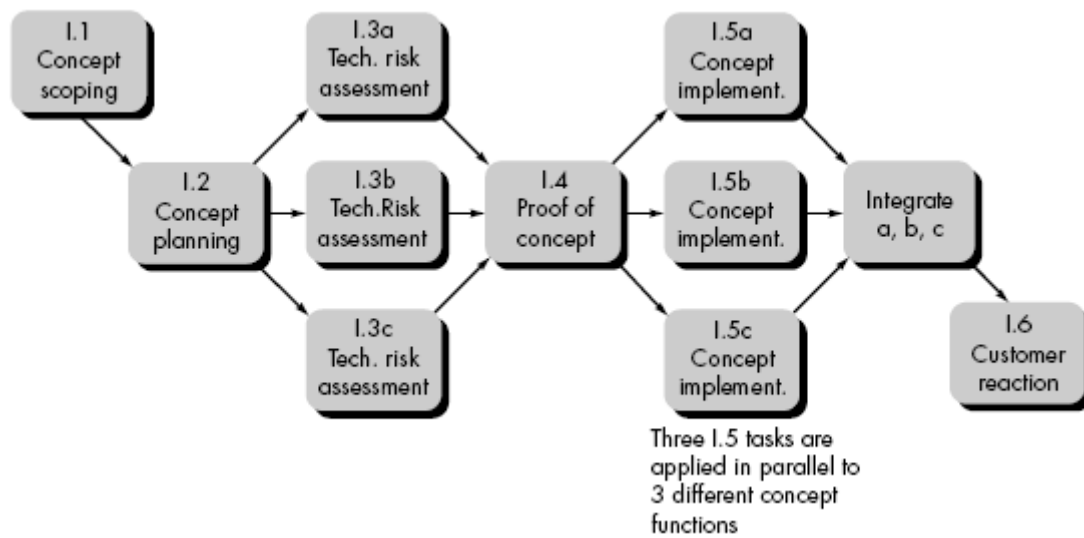 I.1
Concept
scoping
I.2
Concept
planning
I.3a
Tech. risk
assessment
I.3b
Tech.Risk
assessment
I.3c
Tech. risk
assessment
I.4
Proof of
concept
I.5a
Concept
implement.
I.5b
Concept
implement.
I.5c
Concept
implement.
Three I.5 tasks are
applied in parallel to
3 different concept
functions
Integrate
a, b, c
I.6
Customer
reaction